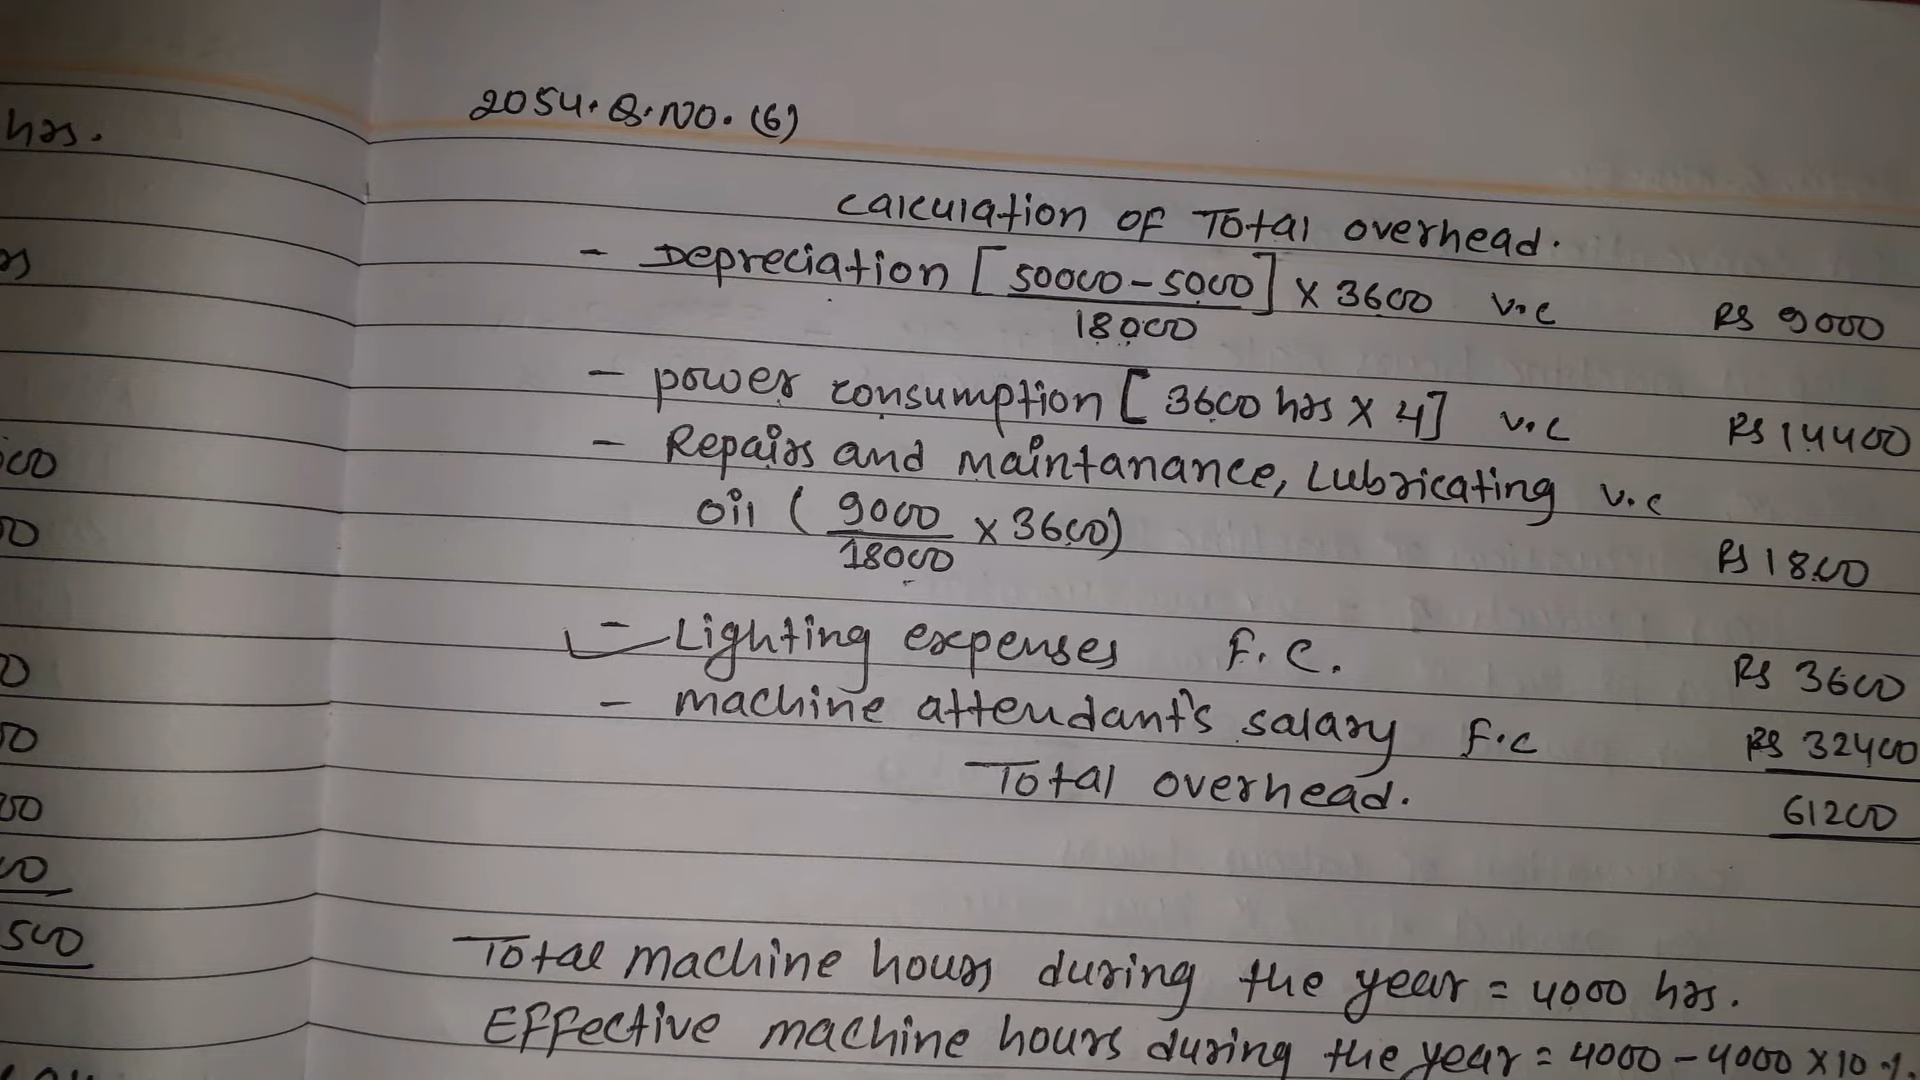 hrs.
2054. Q.NO. (6)
Calculation OF Total overhead.
- Depreciation [50000-5000 / 18000] X 3600 V.C RS 9000
- power consumption [3600 hrs X 4] V.C RS 14400
- Repairs and maintanance, Lubricating V.C
oil (9000 / 18000 X 3600) RS 1800
- Lighting expenses F.C. RS 3600
- machine attendant's salary F.C RS 32400
Total overhead. 61200
500
Total machine hours during the year = 4000 hrs.
Effective machine hours during the year = 4000 - 4000 X 10 %.